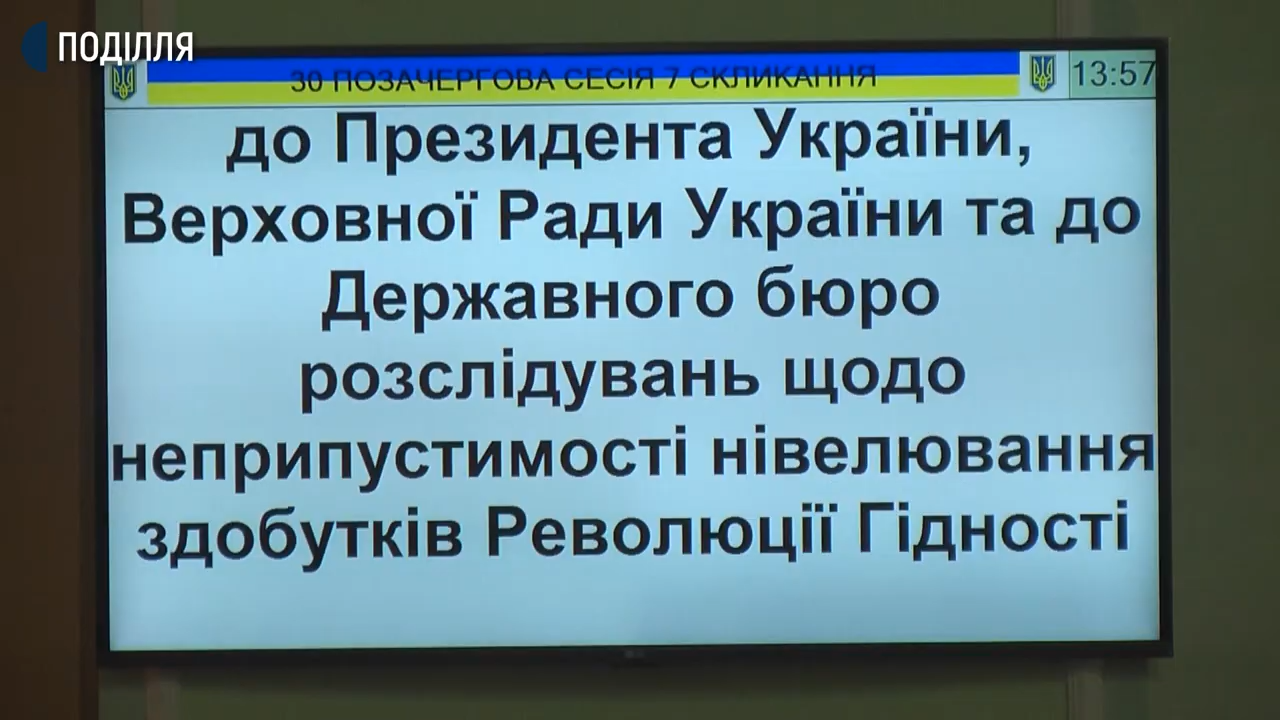 ПОДІЛЛЯ
30 ПОЗАЧЕРГОВА СЕСІЯ 7 СКЛИКАННЯ
13:57
до Президента України,
Верховної Ради України та до
Державного бюро
розслідувань щодо
неприпустимості нівелювання
здобутків Революції Гідності